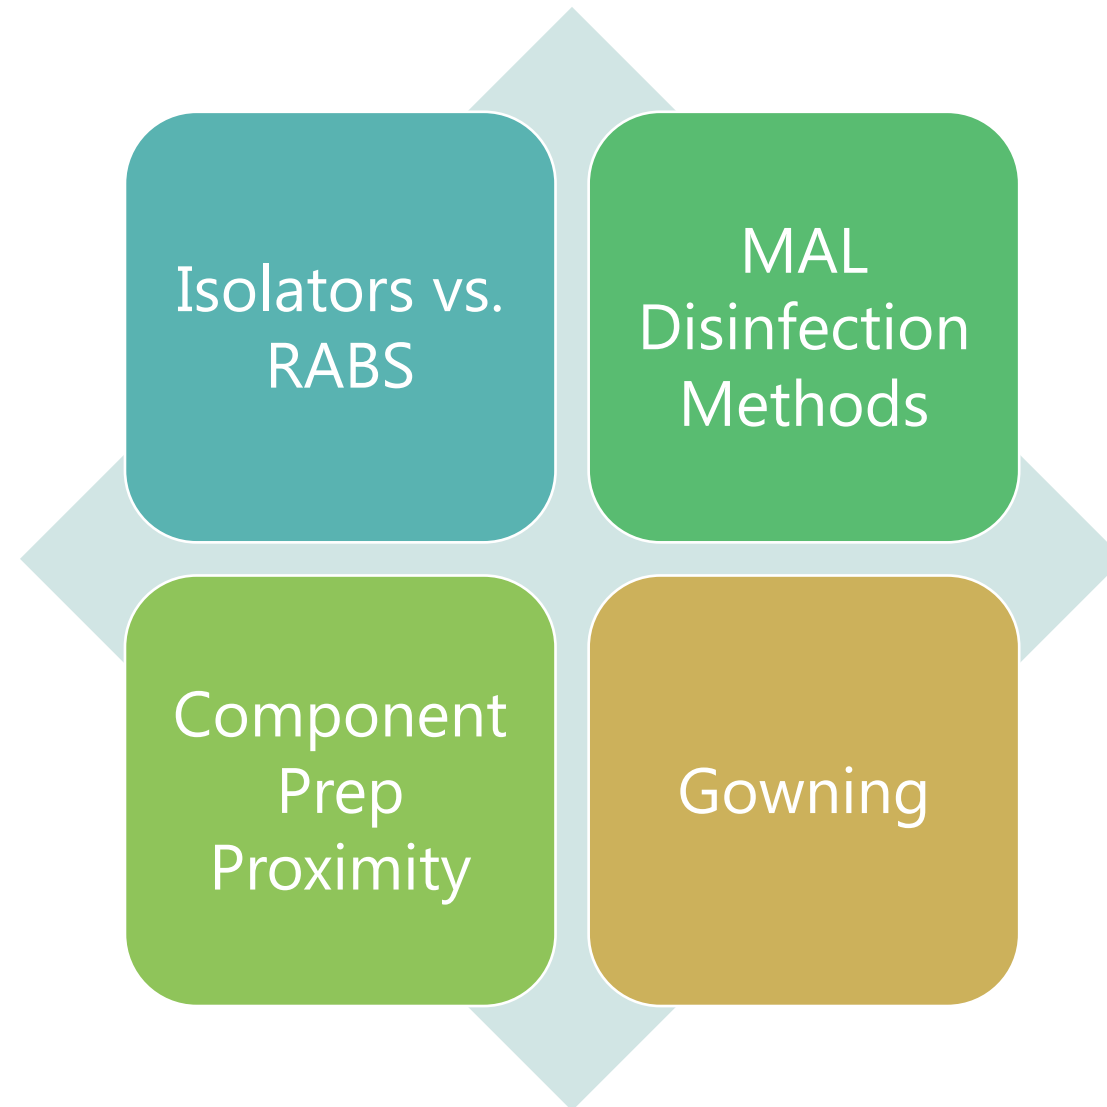 Isolators vs.
RABS
MAL
Disinfection
Methods
Component
Prep
Proximity
Gowning